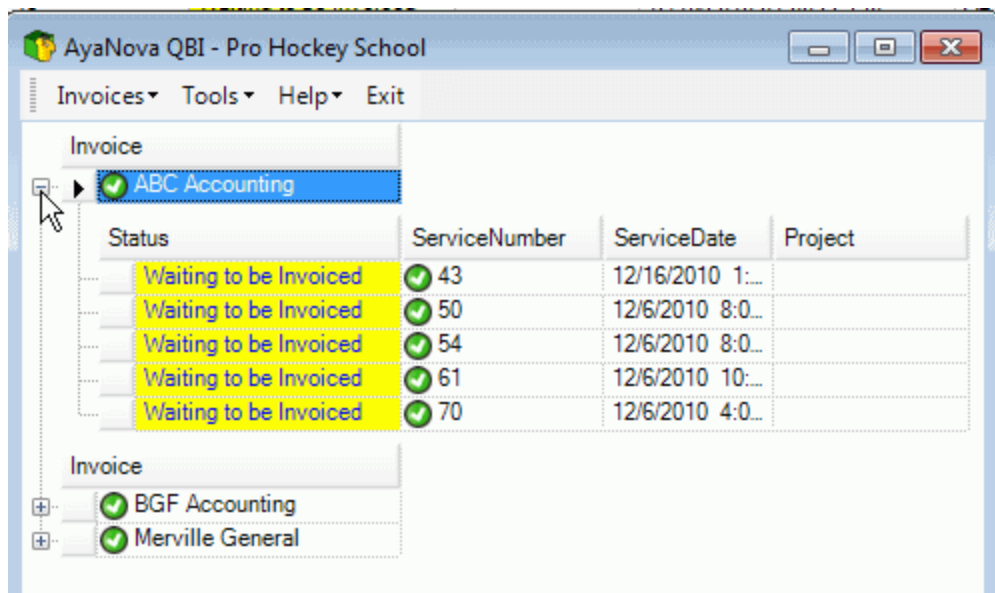 AyaNova QBI - Pro Hockey School
Invoices Tools Help Exit
Invoice
ABC Accounting
Status ServiceNumber ServiceDate Project
Waiting to be Invoiced 43 12/16/2010 1:...
Waiting to be Invoiced 50 12/6/2010 8:0...
Waiting to be Invoiced 54 12/6/2010 8:0...
Waiting to be Invoiced 61 12/6/2010 10:...
Waiting to be Invoiced 70 12/6/2010 4:0...
Invoice
BGF Accounting
Merville General